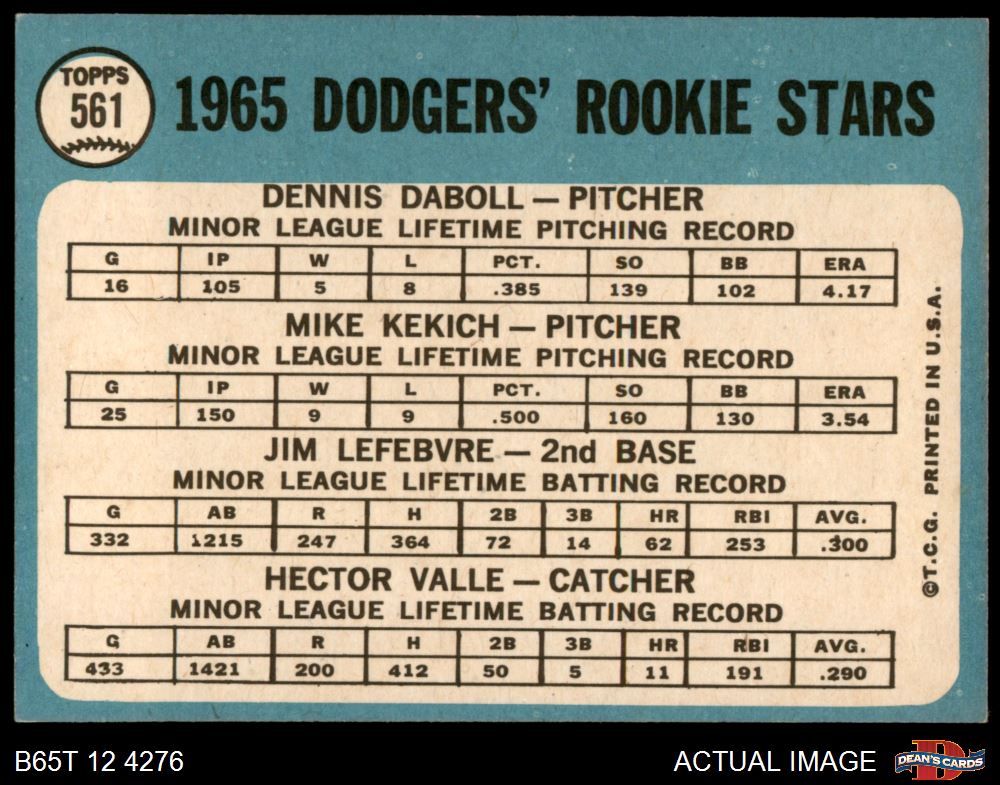 TOPPS
561
1965 DODGERS' ROOKIE STARS
DENNIS DABOLL — PITCHER
MINOR LEAGUE LIFETIME PITCHING RECORD
G IP W L PCT. SO BB ERA
16 105 5 8 .385 139 102 4.17
MIKE KEKICH — PITCHER
MINOR LEAGUE LIFETIME PITCHING RECORD
G IP W L PCT. SO BB ERA
25 150 9 9 .500 160 130 3.54
JIM LEFEBVRE — 2nd BASE
MINOR LEAGUE LIFETIME BATTING RECORD
G AB R H 2B 3B HR RBI AVG.
332 1215 247 364 72 14 62 253 .300
HECTOR VALLE — CATCHER
MINOR LEAGUE LIFETIME BATTING RECORD
G AB R H 2B 3B HR RBI AVG.
433 1421 200 412 50 5 11 191 .290
©T.C.G. PRINTED IN U.S.A.
B65T 12 4276
ACTUAL IMAGE
D
DEAN'S CARDS